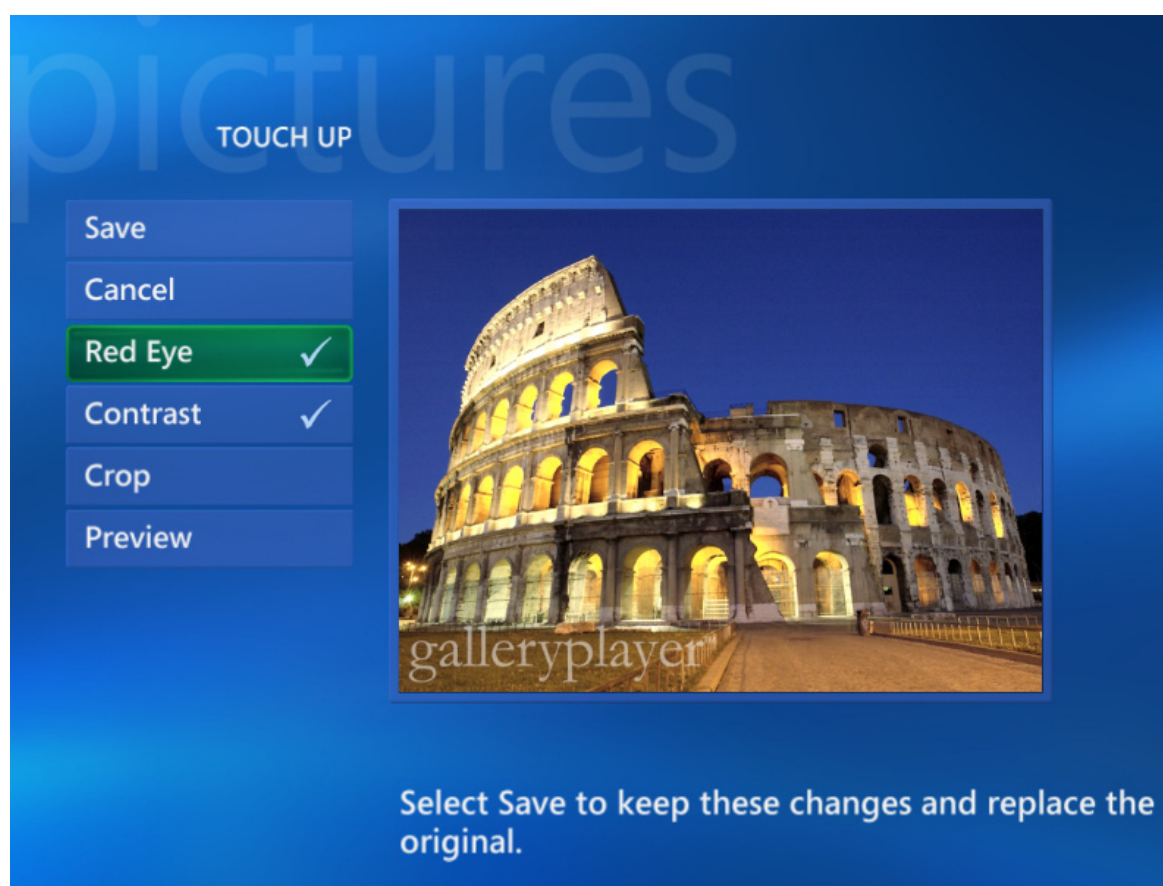 pictures
TOUCH UP
Save
Cancel
Red Eye ✓
Contrast ✓
Crop
Preview
galleryplayer
Select Save to keep these changes and replace the
original.